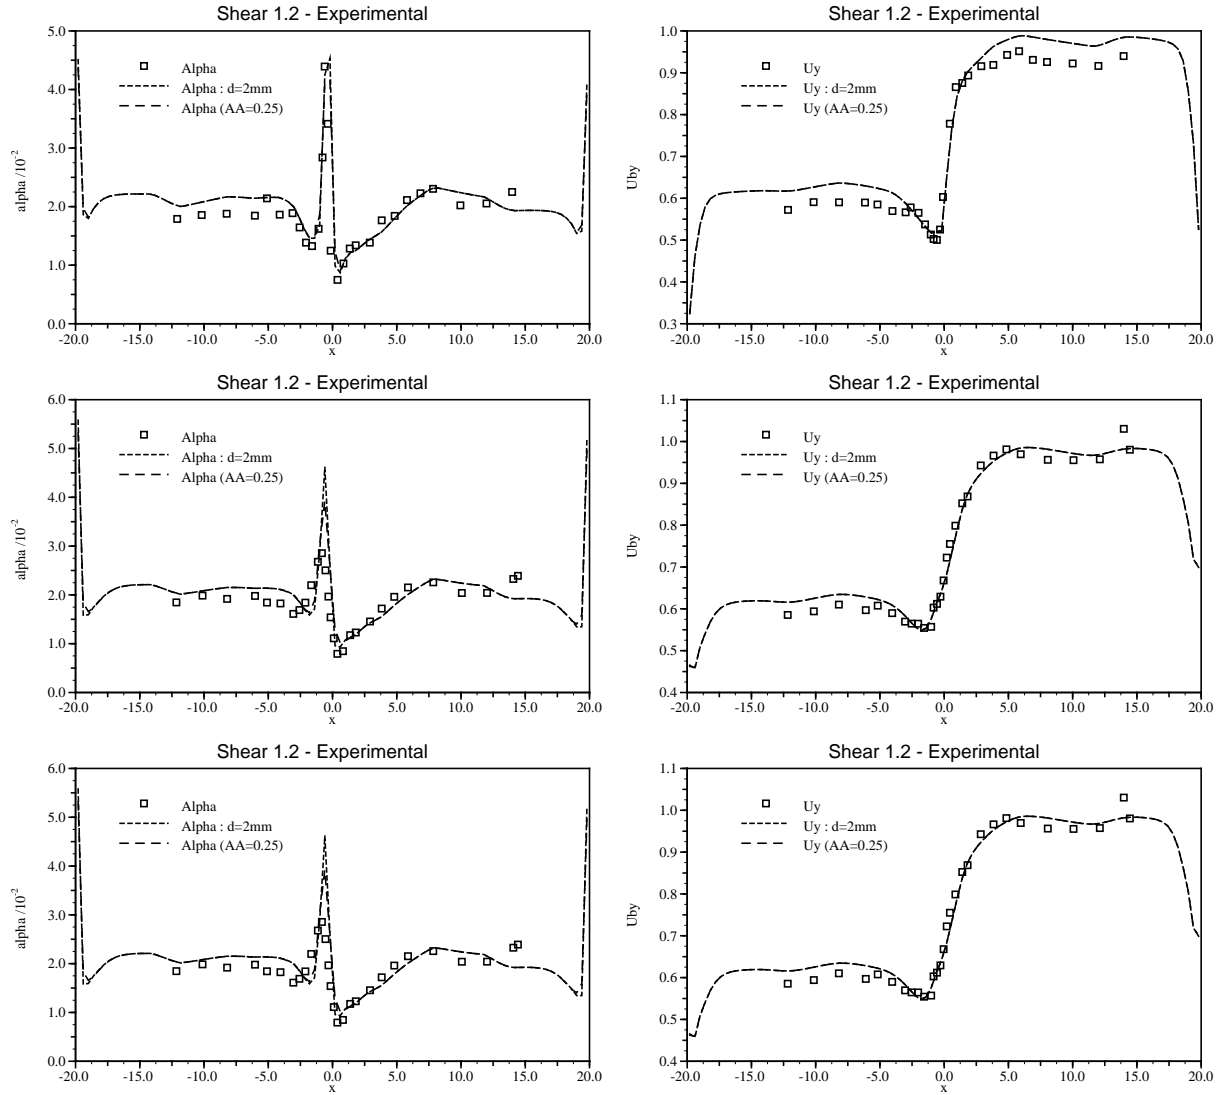 Shear 1.2 - Experimental
5.0
4.0
3.0
2.0
1.0
0.0
alpha /10^-2
Alpha
Alpha : d=2mm
Alpha (AA=0.25)
-20.0 -15.0 -10.0 -5.0 0.0 5.0 10.0 15.0 20.0
x
Shear 1.2 - Experimental
1.0
0.9
0.8
0.7
0.6
0.5
0.4
0.3
Uby
Uy
Uy : d=2mm
Uy (AA=0.25)
-20.0 -15.0 -10.0 -5.0 0.0 5.0 10.0 15.0 20.0
x
Shear 1.2 - Experimental
6.0
5.0
4.0
3.0
2.0
1.0
0.0
alpha /10^-2
Alpha
Alpha : d=2mm
Alpha (AA=0.25)
-20.0 -15.0 -10.0 -5.0 0.0 5.0 10.0 15.0 20.0
x
Shear 1.2 - Experimental
1.1
1.0
0.9
0.8
0.7
0.6
0.5
0.4
Uby
Uy
Uy : d=2mm
Uy (AA=0.25)
-20.0 -15.0 -10.0 -5.0 0.0 5.0 10.0 15.0 20.0
x
Shear 1.2 - Experimental
6.0
5.0
4.0
3.0
2.0
1.0
0.0
alpha /10^-2
Alpha
Alpha : d=2mm
Alpha (AA=0.25)
-20.0 -15.0 -10.0 -5.0 0.0 5.0 10.0 15.0 20.0
x
Shear 1.2 - Experimental
1.1
1.0
0.9
0.8
0.7
0.6
0.5
0.4
Uby
Uy
Uy : d=2mm
Uy (AA=0.25)
-20.0 -15.0 -10.0 -5.0 0.0 5.0 10.0 15.0 20.0
x